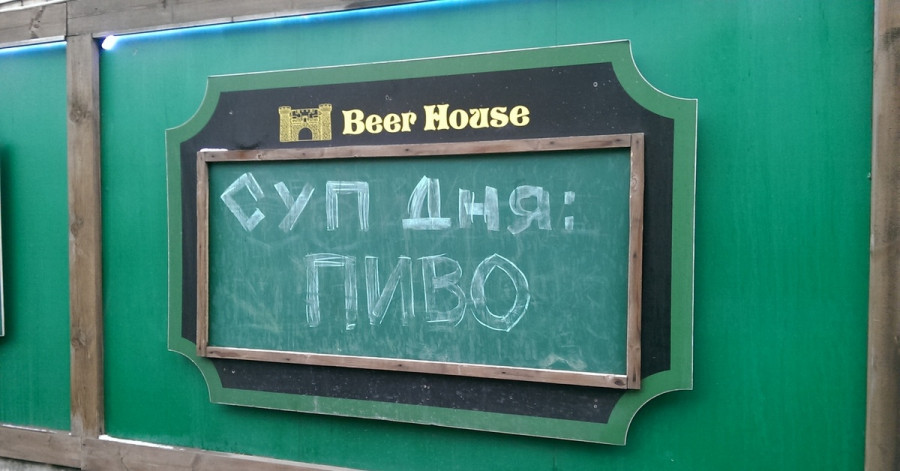 Beer House
Суп Дня:
ПИВО